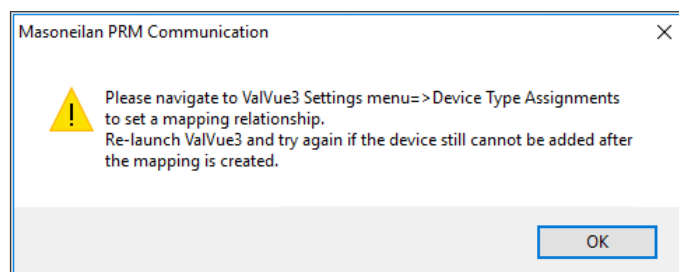 Masoneilan PRM Communication
Please navigate to ValVue3 Settings menu=>Device Type Assignments
to set a mapping relationship.
Re-launch ValVue3 and try again if the device still cannot be added after
the mapping is created.
OK